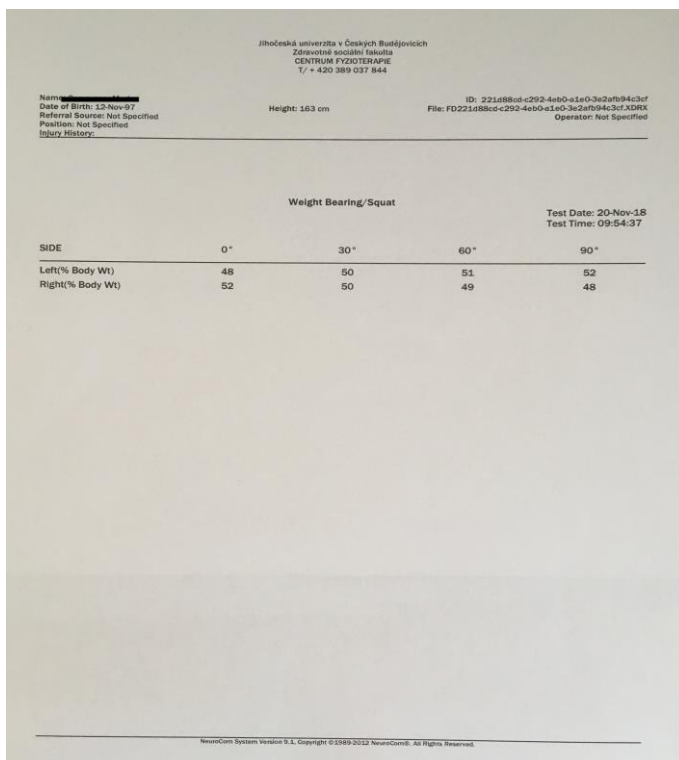 Jihočeská univerzita v Českých Budějovicích
Zdravotně sociální fakulta
CENTRUM FYZIOTERAPIE
T/ + 420 389 037 844
Name:
Date of Birth: 12-Nov-97
Referral Source: Not Specified
Position: Not Specified
Injury History:
Height: 163 cm
ID: 221d88cd-c292-4eb0-a1e0-3e2afb94c3cf
File: FD221d88cd-c292-4eb0-a1e0-3e2afb94c3cf.XDRX
Operator: Not Specified
Weight Bearing/Squat
Test Date: 20-Nov-18
Test Time: 09:54:37
SIDE 0° 30° 60° 90°
Left(% Body Wt) 48 50 51 52
Right(% Body Wt) 52 50 49 48
NeuroCom System Version 9.1, Copyright ©1989-2012 NeuroCom®. All Rights Reserved.